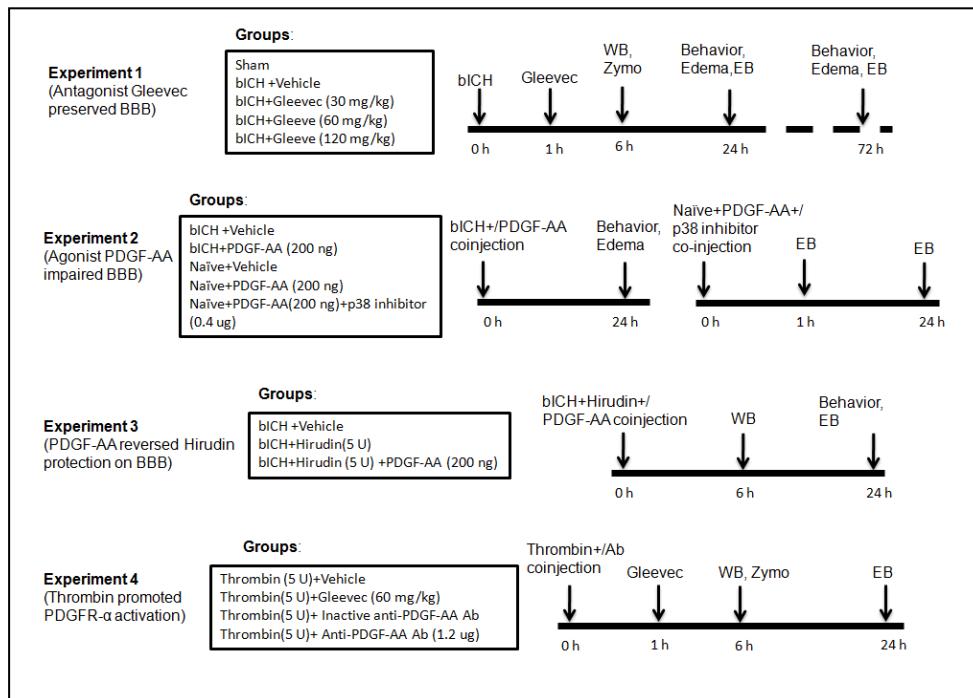 Groups:
Experiment 1
(Antagonist Gleevec
preserved BBB)
Sham
bICH +Vehicle
bICH+Gleevec (30 mg/kg)
bICH+Gleeve (60 mg/kg)
bICH+Gleeve (120 mg/kg)
bICH
Gleevec
WB,
Zymo
Behavior,
Edema,EB
Behavior,
Edema, EB
0 h
1 h
6 h
24 h
72 h
Groups:
Experiment 2
(Agonist PDGF-AA
impaired BBB)
bICH +Vehicle
bICH+PDGF-AA (200 ng)
Naïve+Vehicle
Naïve+PDGF-AA (200 ng)
Naïve+PDGF-AA(200 ng)+p38 inhibitor
(0.4 ug)
bICH+/PDGF-AA
coinjection
Behavior,
Edema
0 h
24 h
Naïve+PDGF-AA+/
p38 inhibitor
co-injection
EB
EB
0 h
1 h
24 h
Groups:
Experiment 3
(PDGF-AA reversed Hirudin
protection on BBB)
bICH +Vehicle
bICH+Hirudin(5 U)
bICH+Hirudin (5 U) +PDGF-AA (200 ng)
bICH+Hirudin+/
PDGF-AA coinjection
WB
Behavior,
EB
0 h
6 h
24 h
Groups:
Experiment 4
(Thrombin promoted
PDGFR-α activation)
Thrombin (5 U)+Vehicle
Thrombin(5 U)+Gleevec (60 mg/kg)
Thrombin(5 U)+ Inactive anti-PDGF-AA Ab
Thrombin(5 U)+ Anti-PDGF-AA Ab (1.2 ug)
Thrombin+/Ab
coinjection
Gleevec
WB, Zymo
EB
0 h
1 h
6 h
24 h